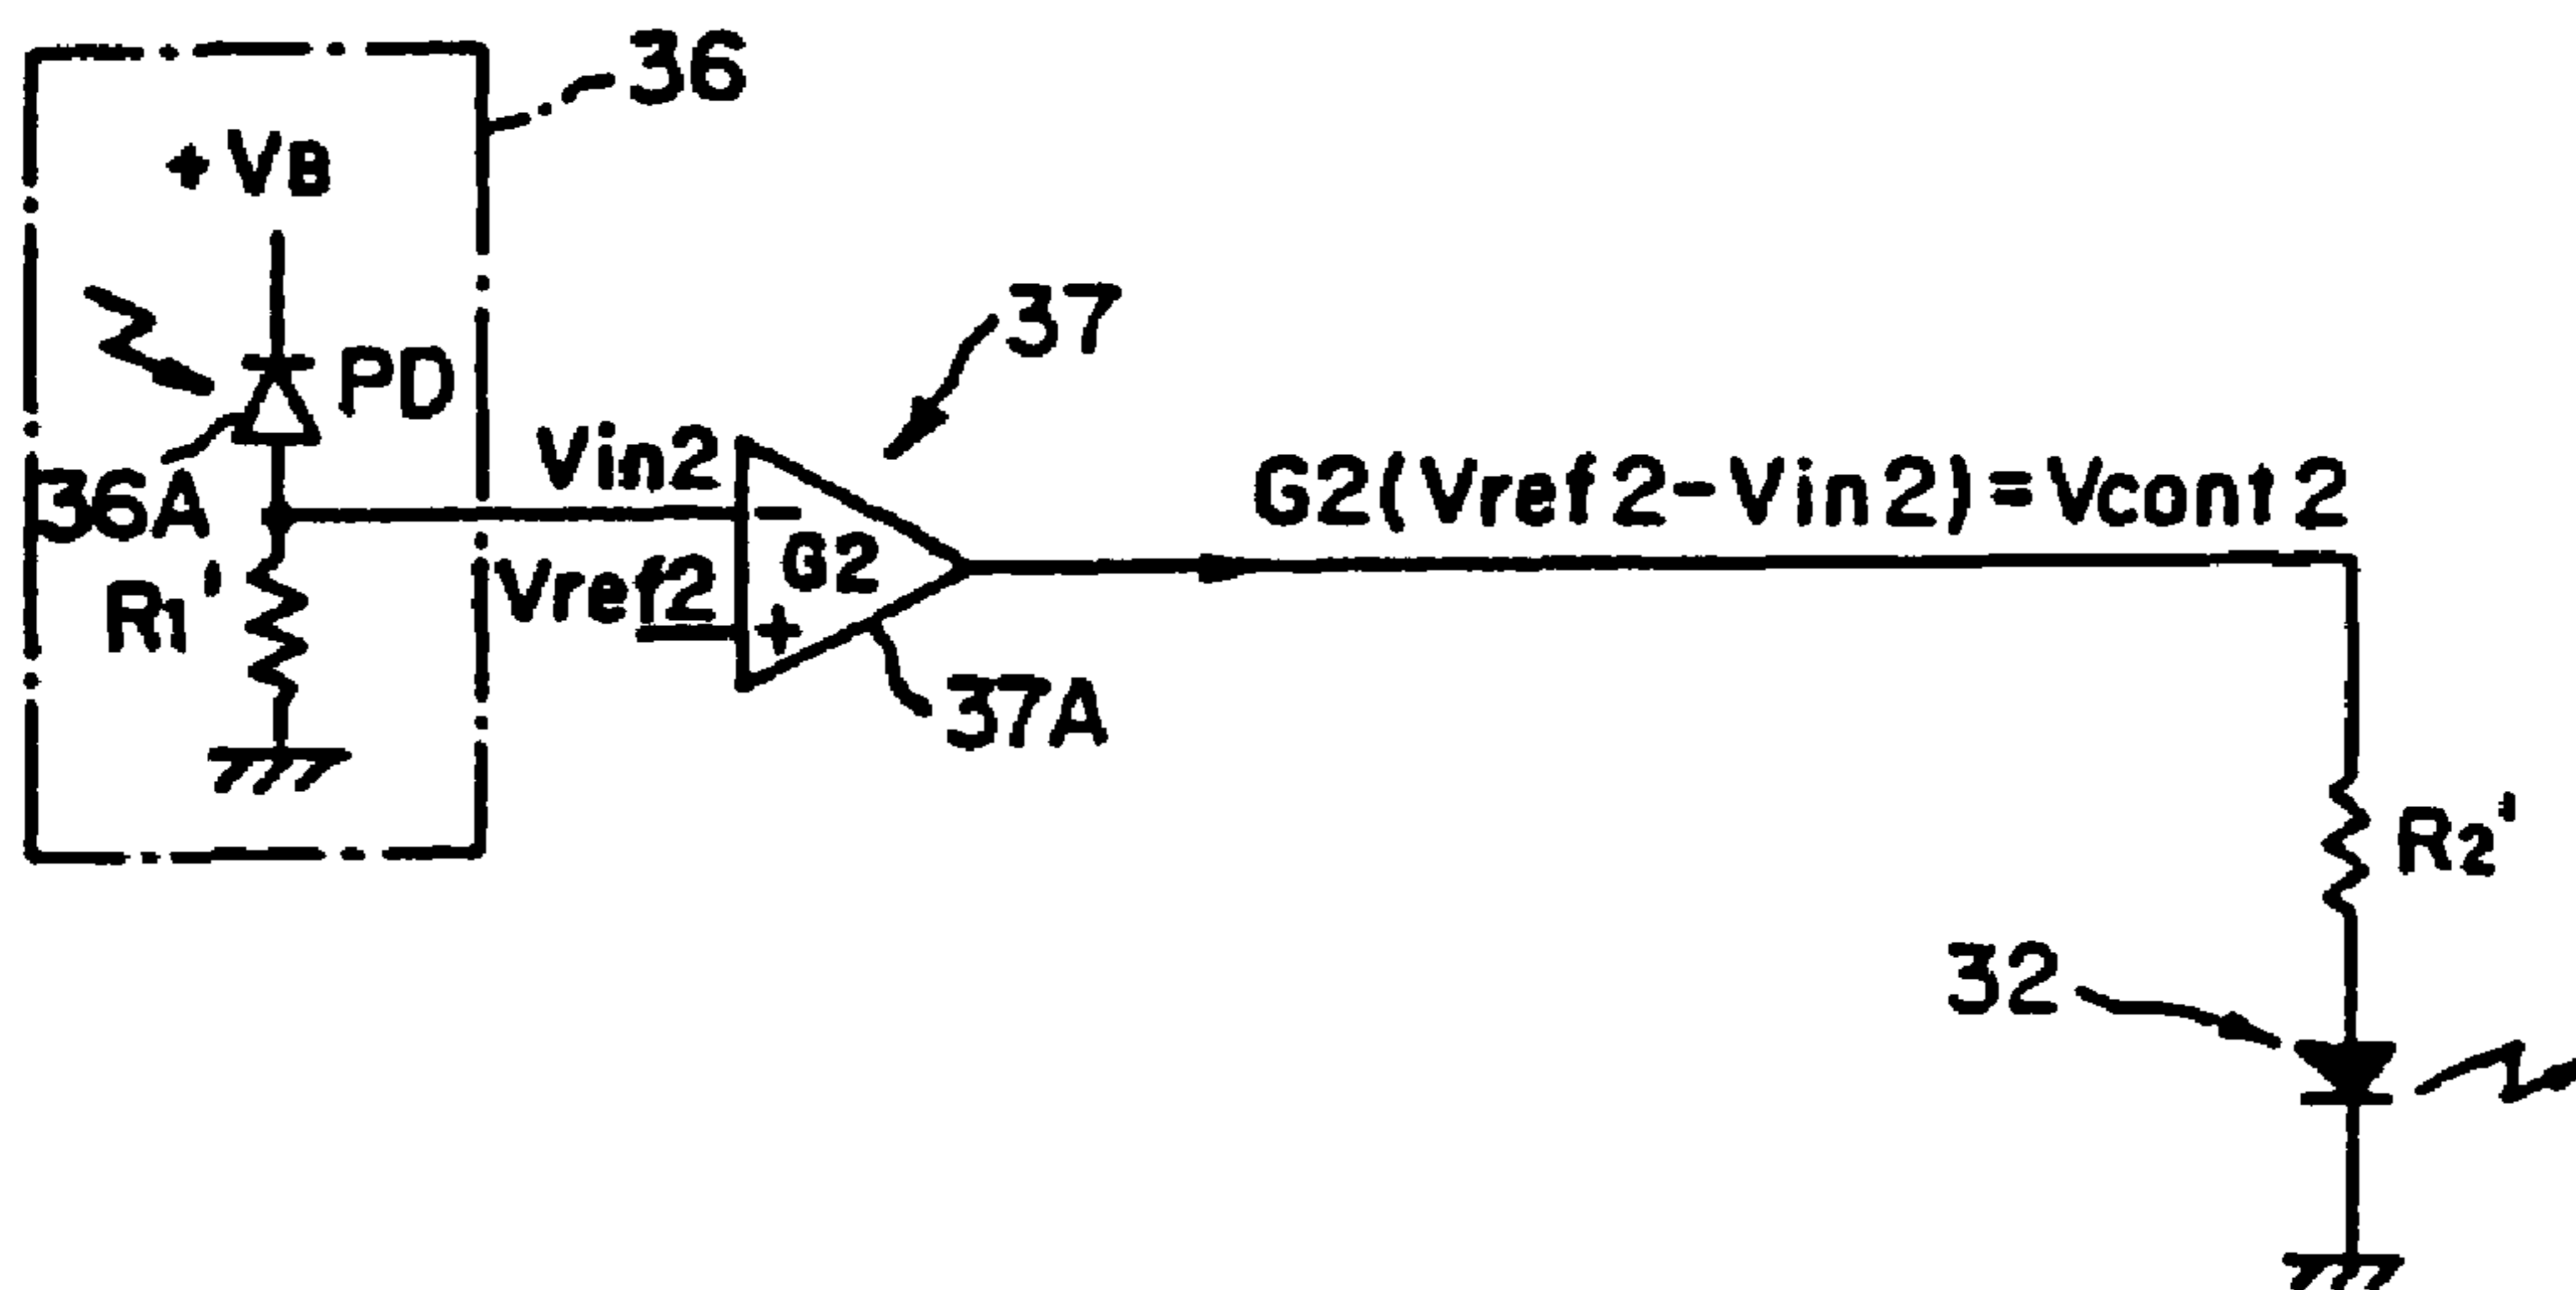 36
+VB
PD
36A
R1'
Vin2
Vref2
-
G2
+
37
37A
G2(Vref2-Vin2)=Vcont2
R2'
32